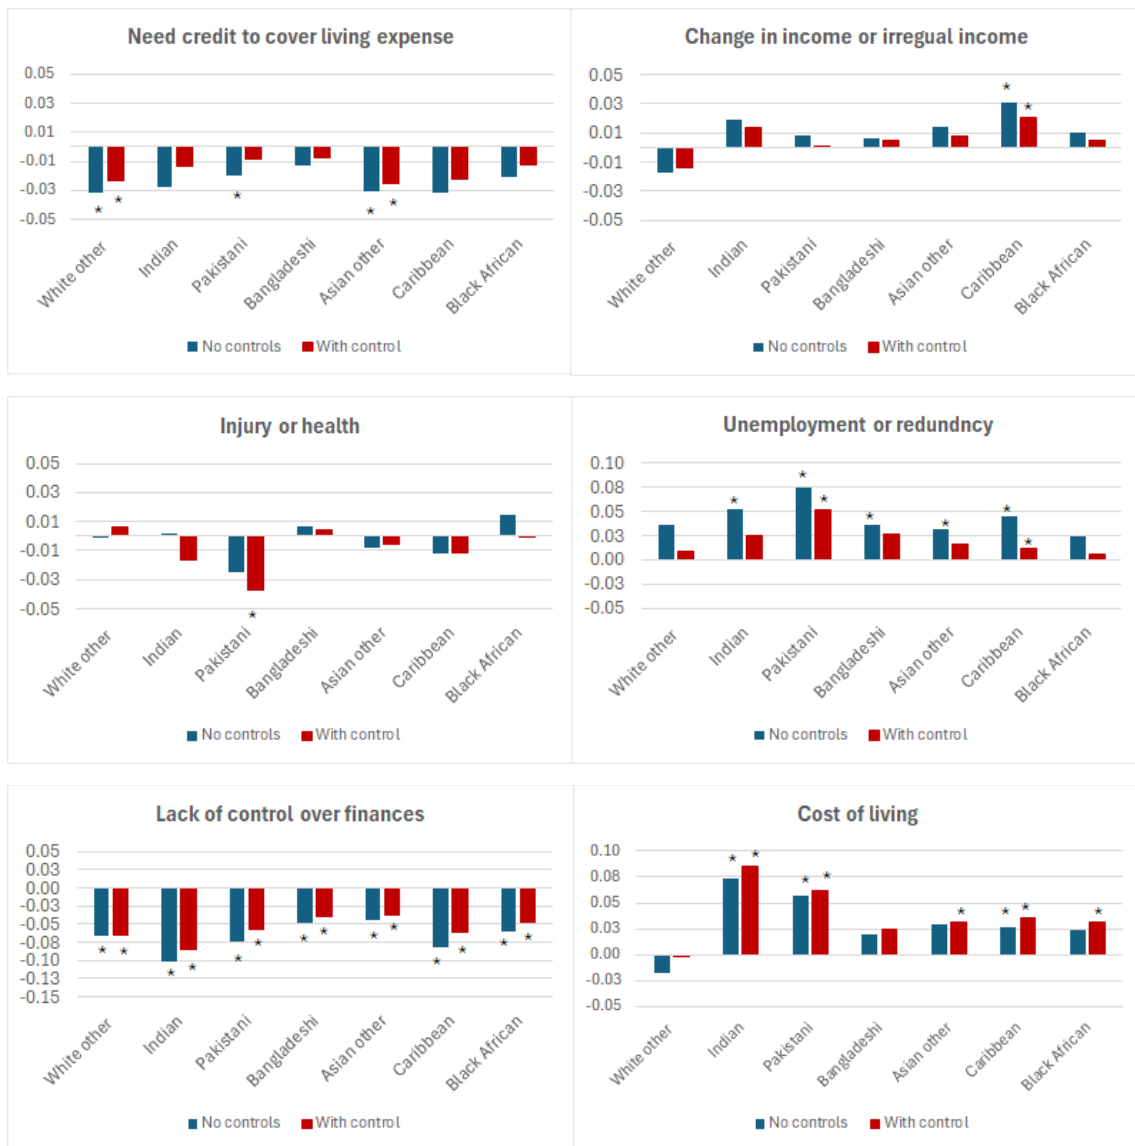 Need credit to cover living expense
0.05
0.03
0.01
-0.01
-0.03
-0.05
* * * * *
White other Indian Pakistani Bangladeshi Asian other Caribbean Black African
No controls With control
Change in income or irregual income
0.05
0.03
0.01
-0.01
-0.03
-0.05
* *
White other Indian Pakistani Bangladeshi Asian other Caribbean Black African
No controls With control
Injury or health
0.05
0.03
0.01
-0.01
-0.03
-0.05
*
White other Indian Pakistani Bangladeshi Asian other Caribbean Black African
No controls With control
Unemployment or redundncy
0.10
0.08
0.05
0.03
0.00
-0.03
-0.05
* * * * * * *
White other Indian Pakistani Bangladeshi Asian other Caribbean Black African
No controls With control
Lack of control over finances
0.05
0.03
0.00
-0.03
-0.05
-0.08
-0.10
-0.13
-0.15
* * * * * * * * * * * * * *
White other Indian Pakistani Bangladeshi Asian other Caribbean Black African
No controls With control
Cost of living
0.10
0.08
0.05
0.03
0.00
-0.03
-0.05
* * * * * * * *
White other Indian Pakistani Bangladeshi Asian other Caribbean Black African
No controls With control